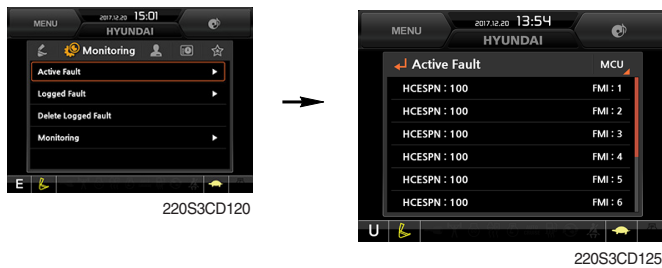 MENU
2017.12.20 15:01
HYUNDAI
Monitoring
Active Fault
Logged Fault
Delete Logged Fault
Monitoring
E
220S3CD120
MENU
2017.12.20 13:54
HYUNDAI
Active Fault MCU
HCESPN : 100 FMI : 1
HCESPN : 100 FMI : 2
HCESPN : 100 FMI : 3
HCESPN : 100 FMI : 4
HCESPN : 100 FMI : 5
HCESPN : 100 FMI : 6
U
220S3CD125